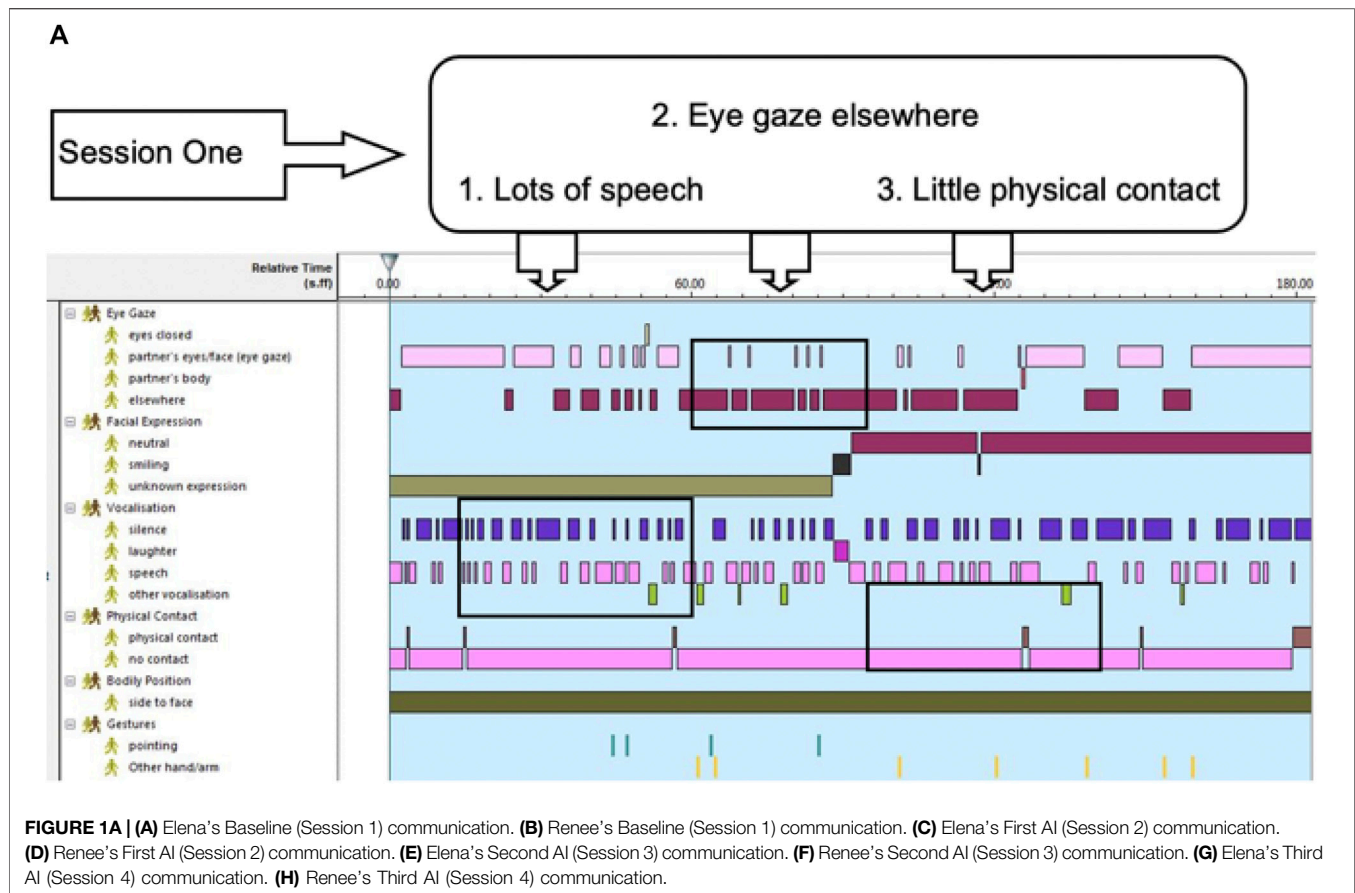 A
Session One
2. Eye gaze elsewhere
1. Lots of speech 3. Little physical contact
Relative Time
(s.ff)
0.00 60.00 00 180.00
Eye Gaze
eyes closed
partner's eyes/face (eye gaze)
partner's body
elsewhere
Facial Expression
neutral
smiling
unknown expression
Vocalisation
silence
laughter
speech
other vocalisation
Physical Contact
physical contact
no contact
Bodily Position
side to face
Gestures
pointing
Other hand/arm
FIGURE 1A | (A) Elena's Baseline (Session 1) communication. (B) Renee's Baseline (Session 1) communication. (C) Elena's First AI (Session 2) communication.
(D) Renee's First AI (Session 2) communication. (E) Elena's Second AI (Session 3) communication. (F) Renee's Second AI (Session 3) communication. (G) Elena's Third
AI (Session 4) communication. (H) Renee's Third AI (Session 4) communication.